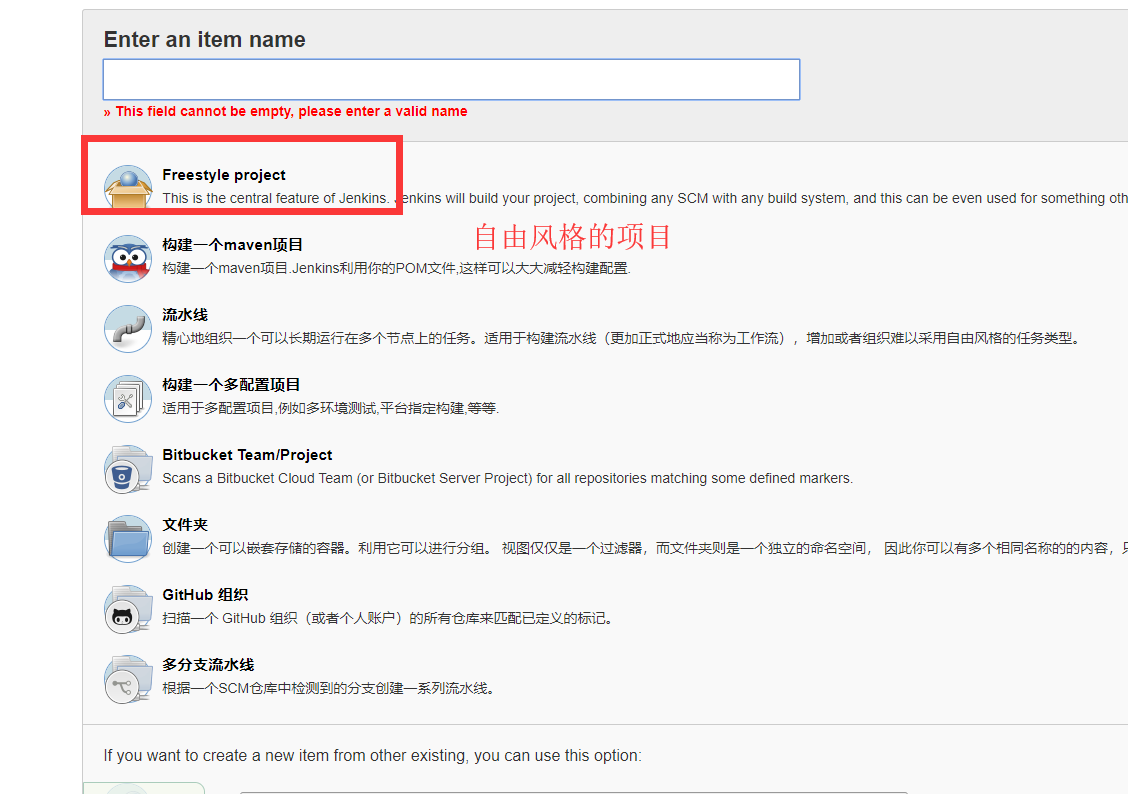 Enter an item name
» This field cannot be empty, please enter a valid name
Freestyle project
This is the central feature of Jenkins. Jenkins will build your project, combining any SCM with any build system, and this can be even used for something
自由风格的项目
构建一个maven项目
构建一个maven项目.Jenkins利用你的POM文件,这样可以大大减轻构建配置.
流水线
精心地组织一个可以长期运行在多个节点上的任务。适用于构建流水线（更加正式地应当称为工作流），增加或者组织难以采用自由风格的任务类型。
构建一个多配置项目
适用于多配置项目,例如多环境测试,平台指定构建,等等.
Bitbucket Team/Project
Scans a Bitbucket Cloud Team (or Bitbucket Server Project) for all repositories matching some defined markers.
文件夹
创建一个可以嵌套存储的容器。利用它可以进行分组。 视图仅仅是一个过滤器，而文件夹则是一个独立的命名空间， 因此你可以有多个相同名称的的内容，
GitHub 组织
扫描一个 GitHub 组织（或者个人账户）的所有仓库来匹配已定义的标记。
多分支流水线
根据一个SCM仓库中检测到的分支创建一系列流水线。
If you want to create a new item from other existing, you can use this option: